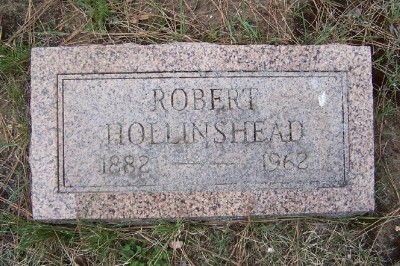 ROBERT
HOLLINSHEAD
1882 — 1962